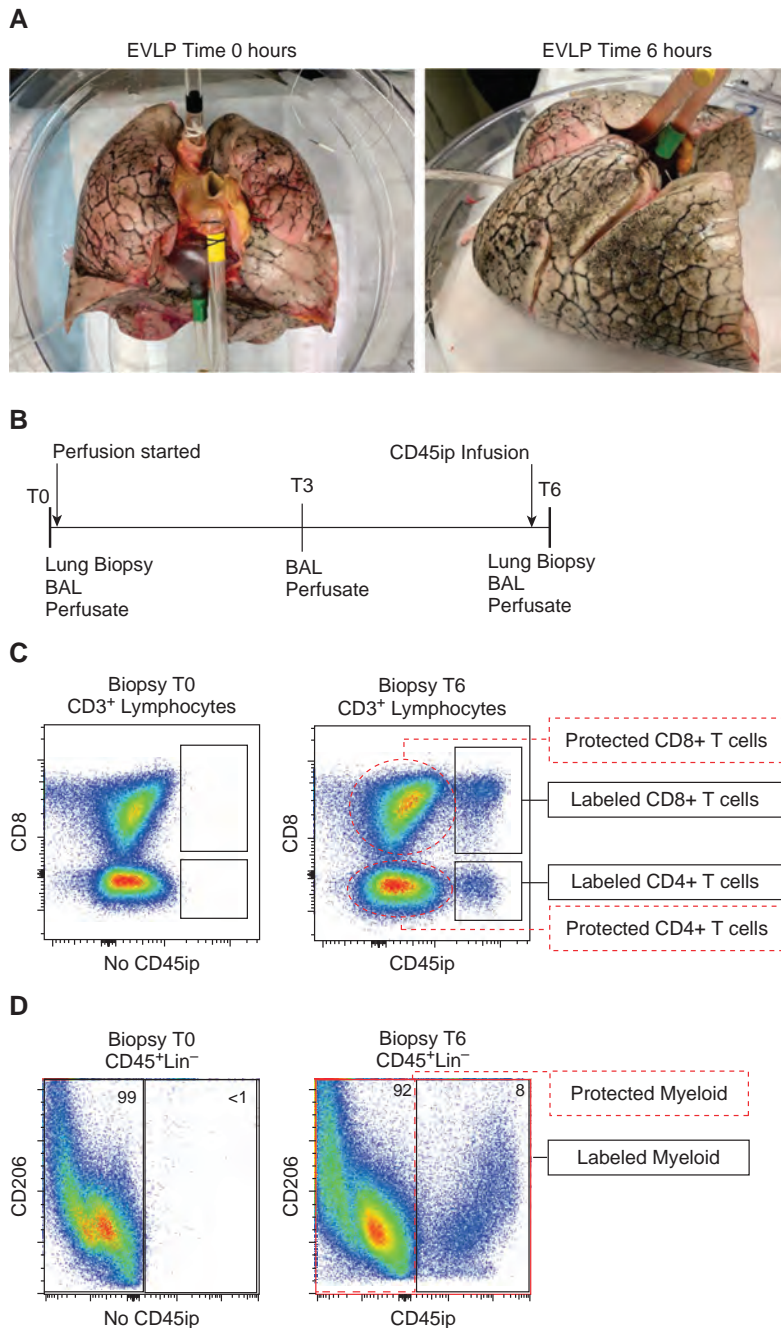 A
EVLP Time 0 hours
EVLP Time 6 hours
B
Perfusion started
CD45ip Infusion
T0
T3
T6
Lung Biopsy
BAL
Perfusate
BAL
Perfusate
Lung Biopsy
BAL
Perfusate
C
Biopsy T0
CD3+ Lymphocytes
Biopsy T6
CD3+ Lymphocytes
CD8
CD8
No CD45ip
CD45ip
Protected CD8+ T cells
Labeled CD8+ T cells
Labeled CD4+ T cells
Protected CD4+ T cells
D
Biopsy T0
CD45+Lin–
Biopsy T6
CD45+Lin–
99
<1
92
8
CD206
CD206
No CD45ip
CD45ip
Protected Myeloid
Labeled Myeloid